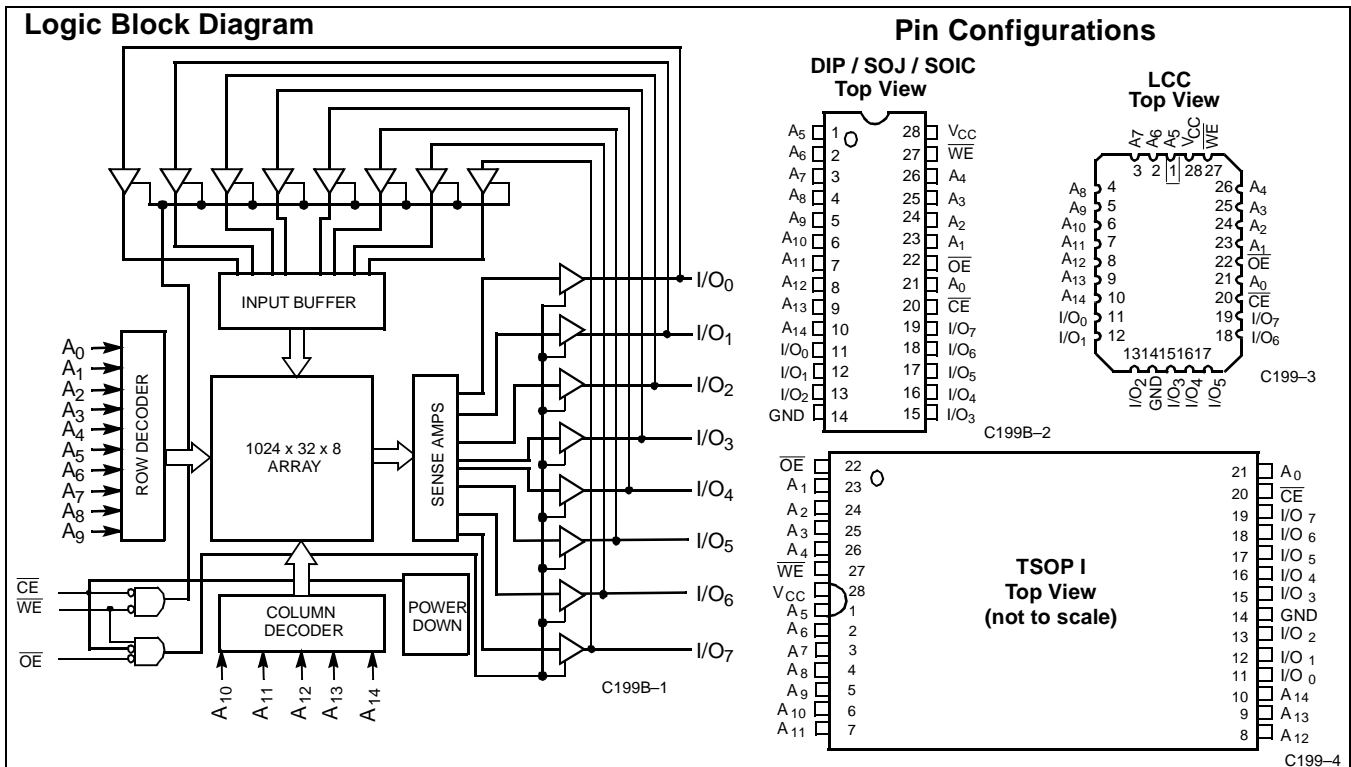 Logic Block Diagram
INPUT BUFFER
A0
A1
A2
A3
A4
A5
A6
A7
A8
A9
ROW DECODER
1024 x 32 x 8
ARRAY
SENSE AMPS
I/O0
I/O1
I/O2
I/O3
I/O4
I/O5
I/O6
I/O7
CE
WE
OE
COLUMN
DECODER
POWER
DOWN
A10
A11
A12
A13
A14
C199B–1
Pin Configurations
DIP / SOJ / SOIC
Top View
A5 1 28 VCC
A6 2 27 WE
A7 3 26 A4
A8 4 25 A3
A9 5 24 A2
A10 6 23 A1
A11 7 22 OE
A12 8 21 A0
A13 9 20 CE
A14 10 19 I/O7
I/O0 11 18 I/O6
I/O1 12 17 I/O5
I/O2 13 16 I/O4
GND 14 15 I/O3
C199B–2
LCC
Top View
A7 A6 A5 VCC WE
3 2 1 28 27
A8 4 26 A4
A9 5 25 A3
A10 6 24 A2
A11 7 23 A1
A12 8 22 OE
A13 9 21 A0
A14 10 20 CE
I/O0 11 19 I/O7
I/O1 12 18 I/O6
13 14 15 16 17
I/O2 GND I/O3 I/O4 I/O5
C199–3
TSOP I
Top View
(not to scale)
OE 22 21 A0
A1 23 20 CE
A2 24 19 I/O7
A3 25 18 I/O6
A4 26 17 I/O5
WE 27 16 I/O4
VCC 28 15 I/O3
A5 1 14 GND
A6 2 13 I/O2
A7 3 12 I/O1
A8 4 11 I/O0
A9 5 10 A14
A10 6 9 A13
A11 7 8 A12
C199–4